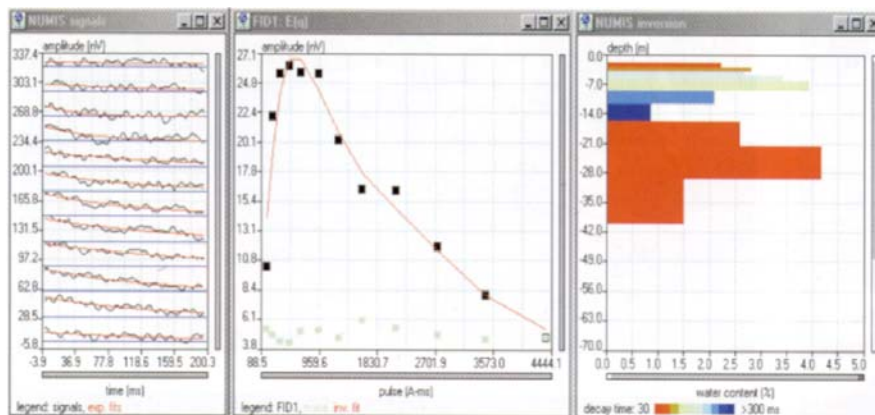 NUMIS signals
amplitude [nV]
337.4
303.1
268.8
234.4
200.1
165.8
131.5
97.2
62.8
28.5
-5.8
-3.9 36.9 77.8 118.6 159.5 200.3
time [ms]
legend: signals, exp. fits
FID1: E(q)
amplitude [nV]
27.1
24.8
22.4
20.1
17.8
15.5
13.1
10.8
8.5
6.1
3.8
88.5 959.6 1830.7 2701.9 3573.0 4444.1
pulse [A-ms]
legend: FID1, inv. fit
NUMIS inversion
depth [m]
0.0
-7.0
-14.0
-21.0
-28.0
-35.0
-42.0
-49.0
-56.0
-63.0
-70.0
0.0 0.5 1.0 1.5 2.0 2.5 3.0 3.5 4.0 4.5 5.0
water content (%)
decay time: 30 >300 ms